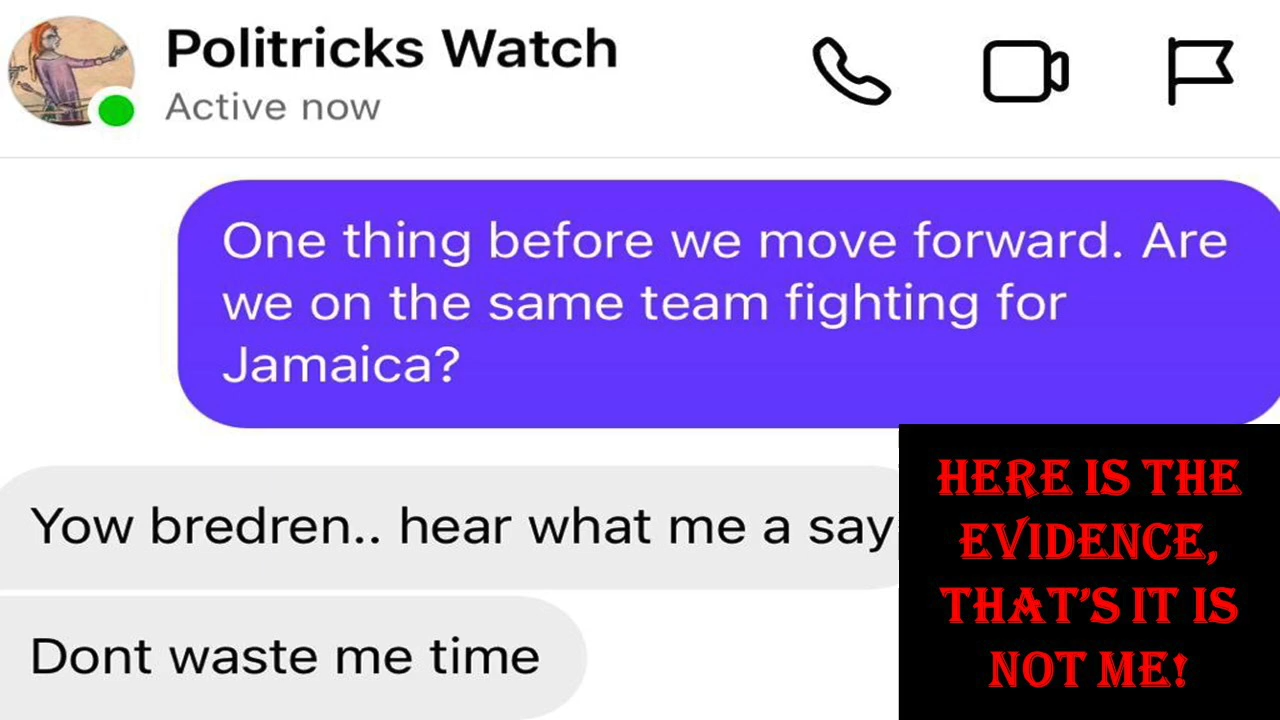 Politricks Watch
Active now
One thing before we move forward. Are
we on the same team fighting for
Jamaica?
Yow bredren.. hear what me a say
Dont waste me time
HERE IS THE
EVIDENCE,
THAT'S IT IS
NOT ME!